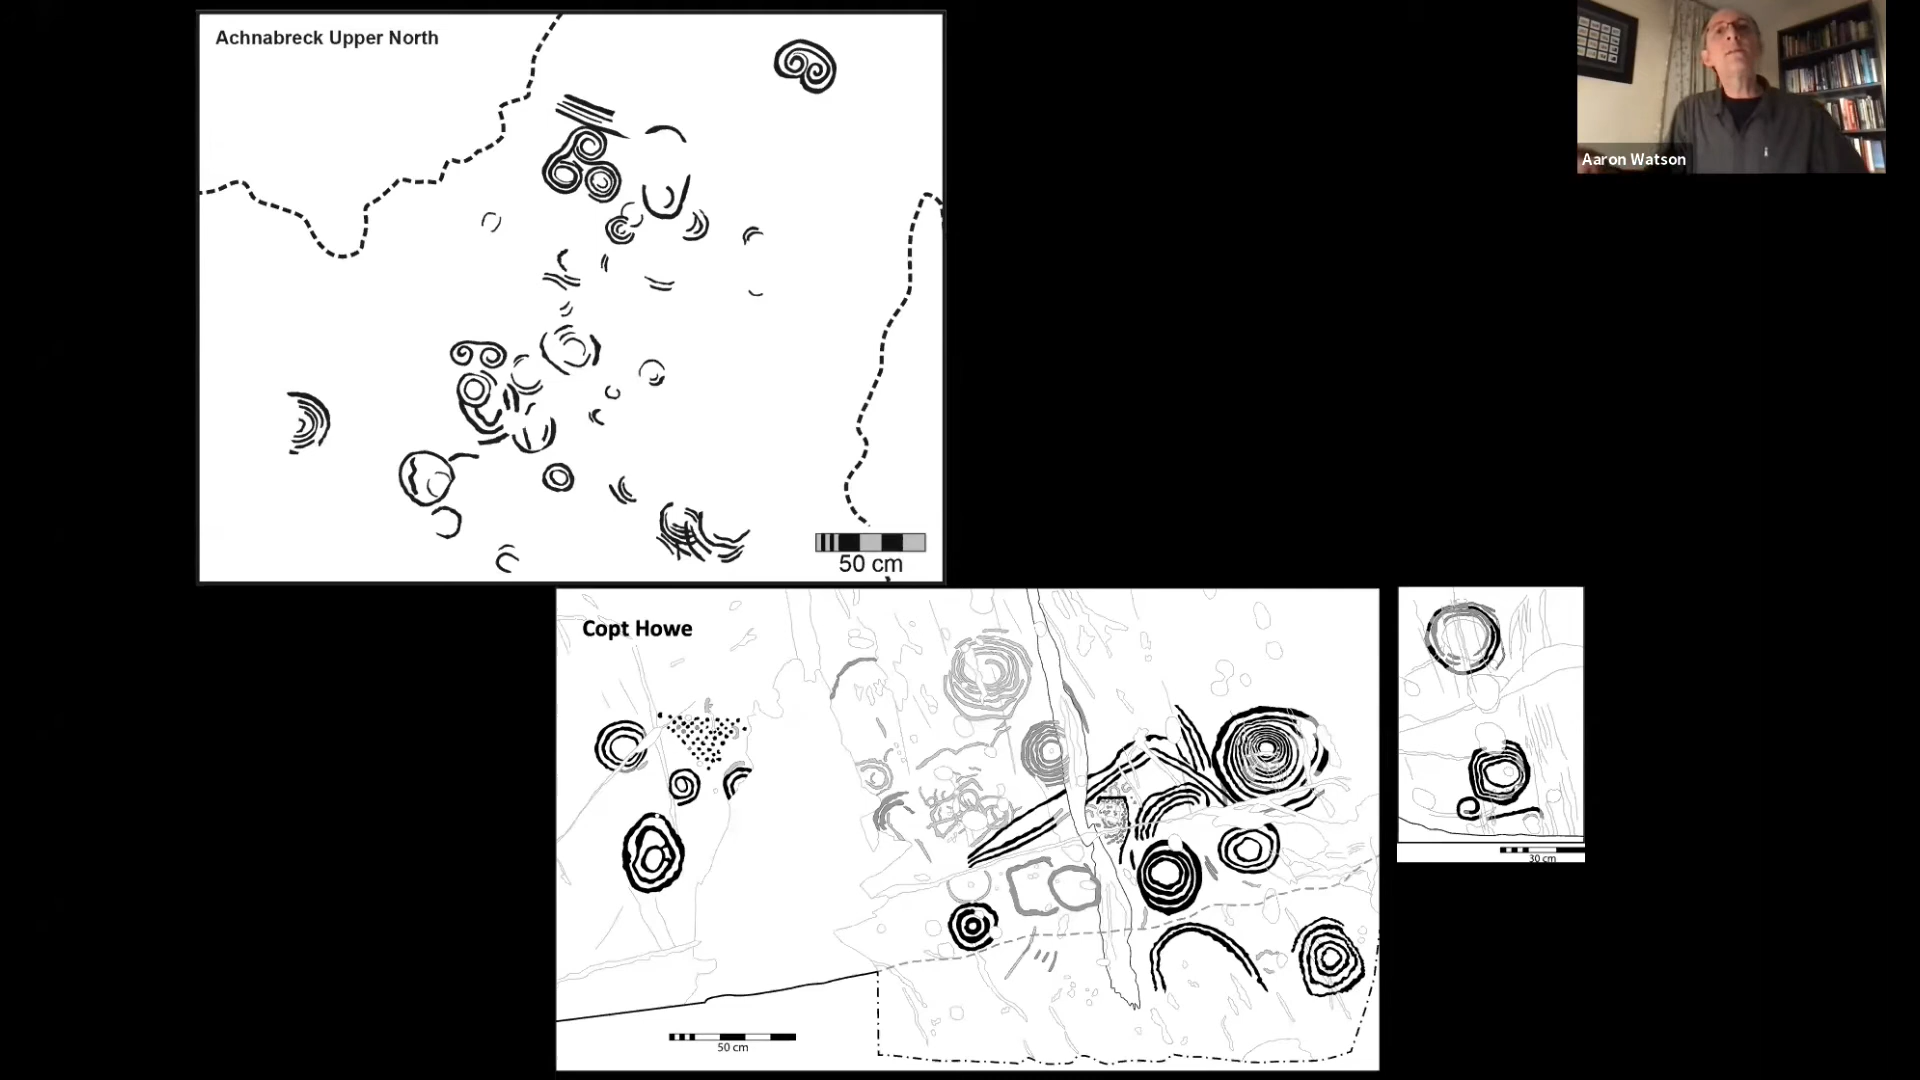 Achnabreck Upper North
Aaron Watson
50 cm
Copt Howe
30 cm
50 cm